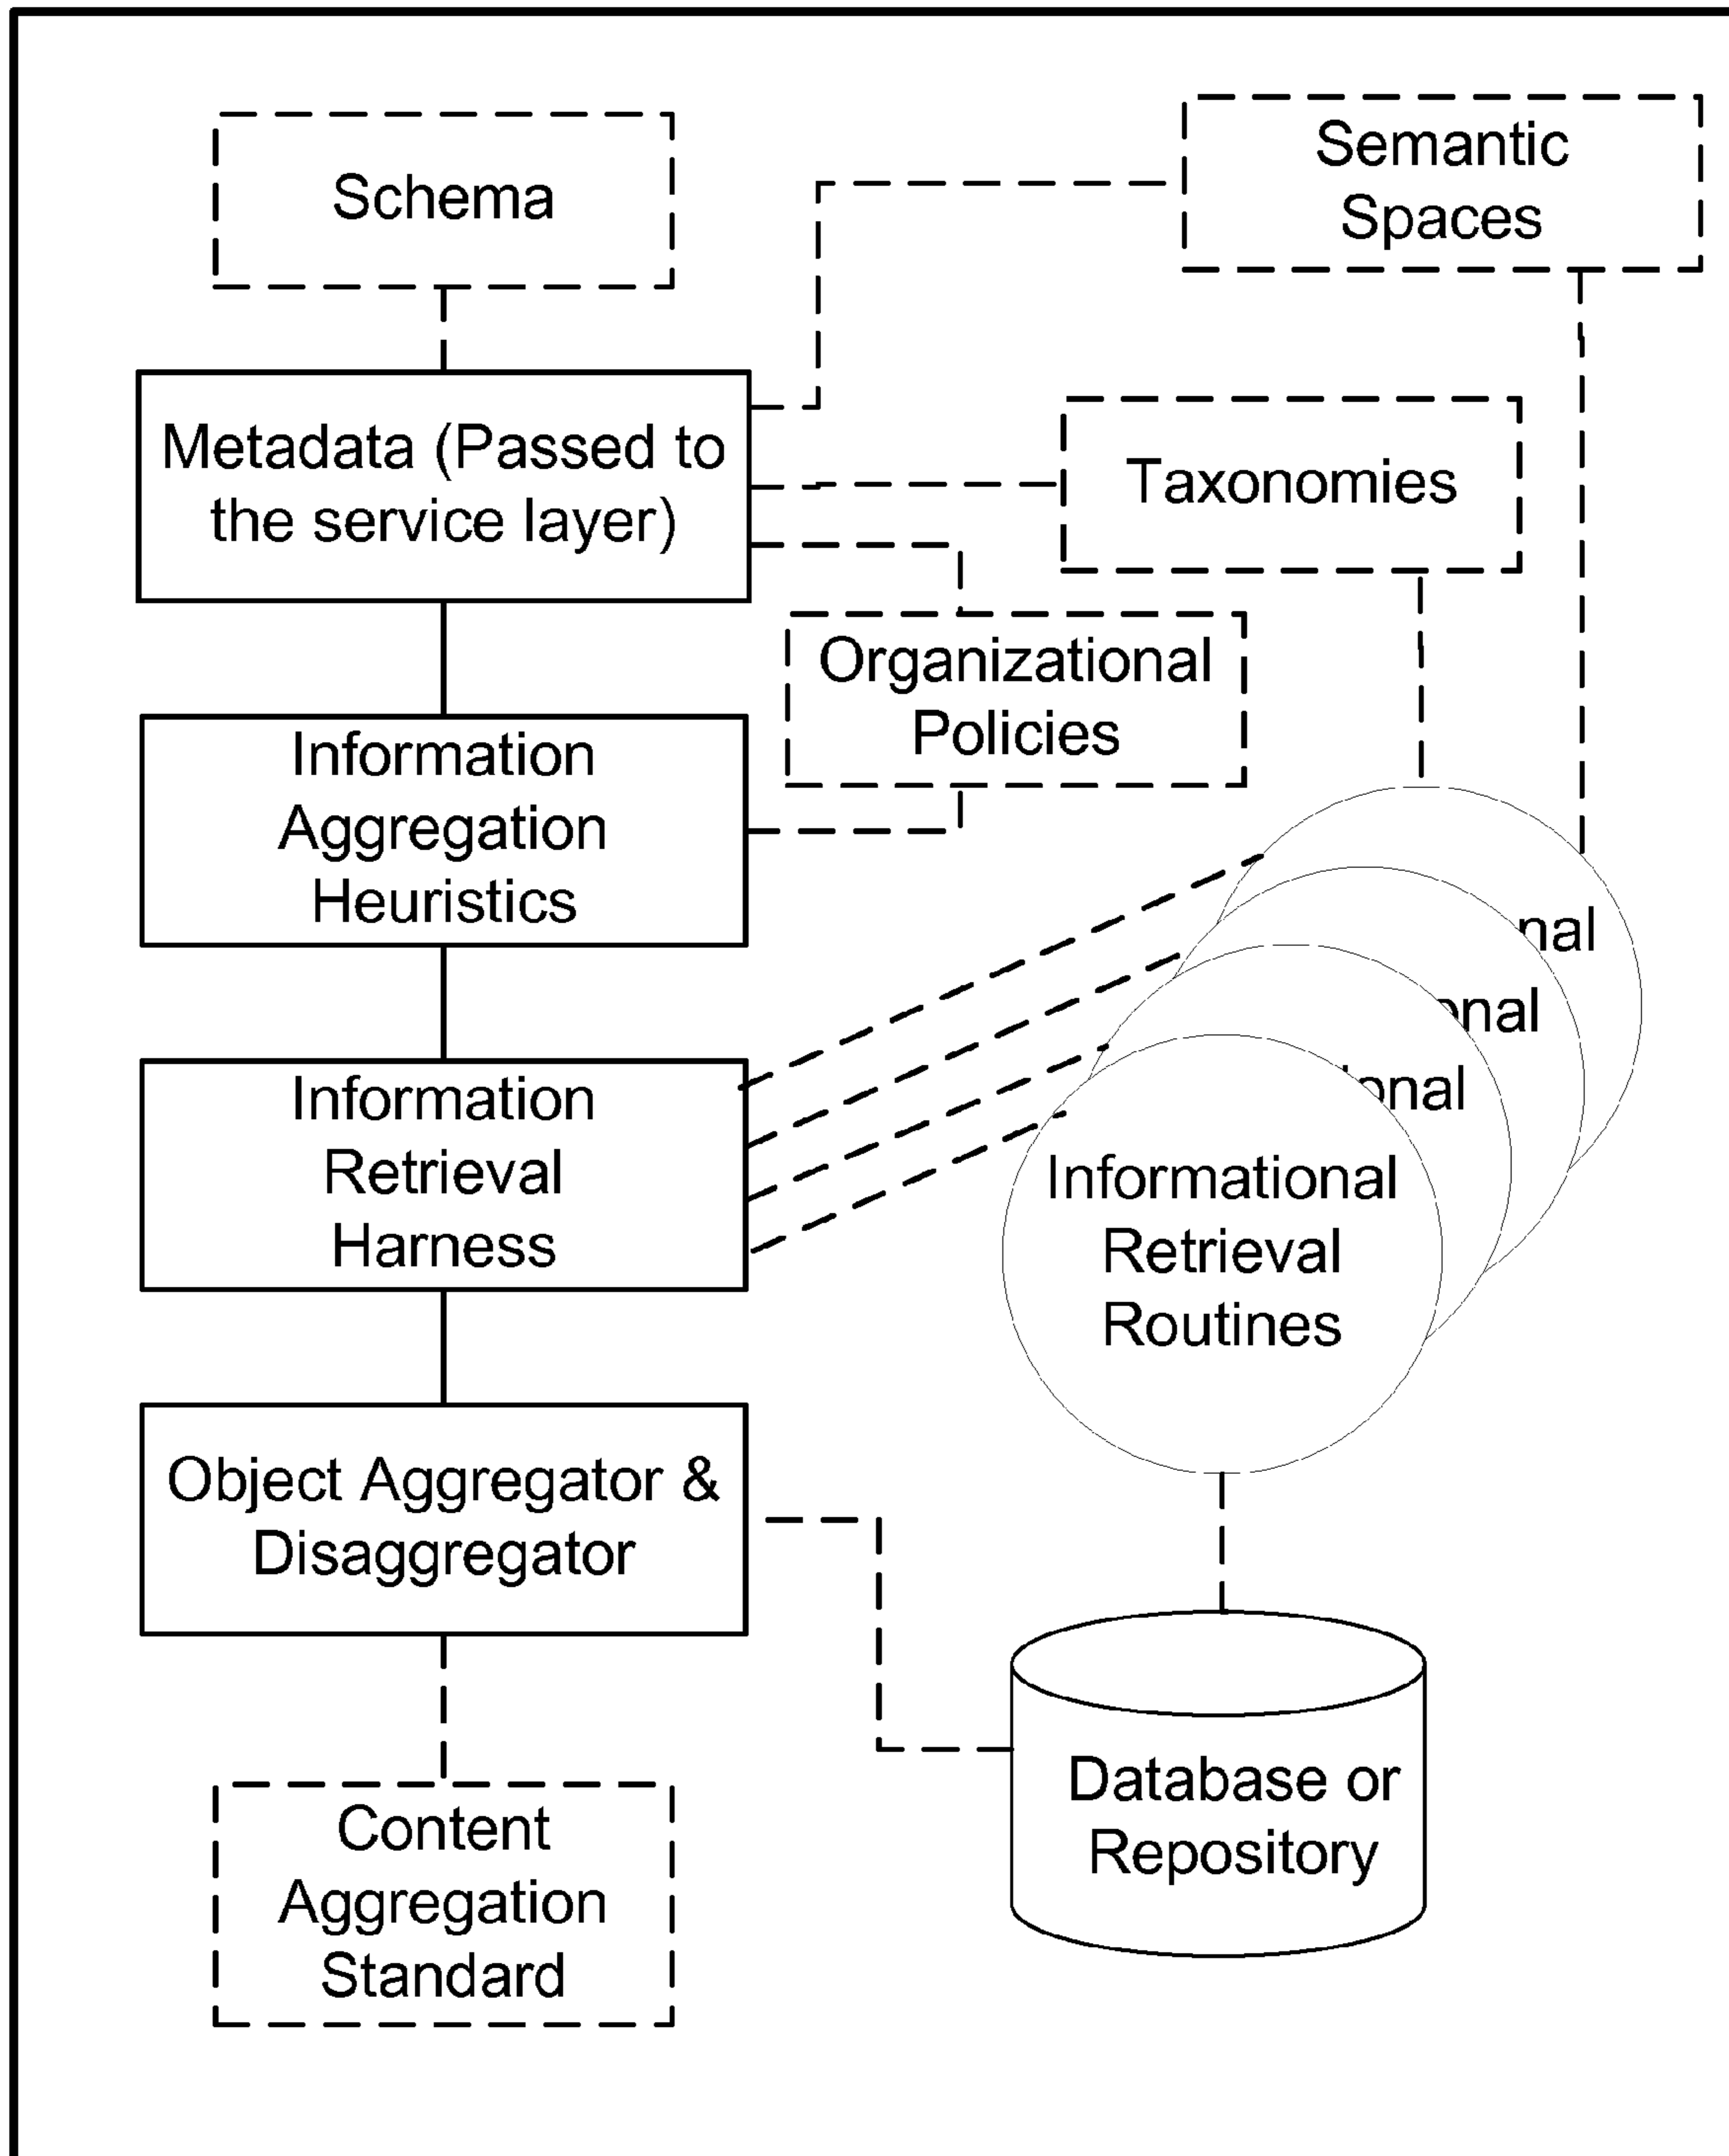 Schema
Semantic
Spaces
Metadata (Passed to
the service layer)
Taxonomies
Organizational
Policies
Information
Aggregation
Heuristics
Information
Retrieval
Harness
Informational
Retrieval
Routines
Object Aggregator &
Disaggregator
Database or
Repository
Content
Aggregation
Standard